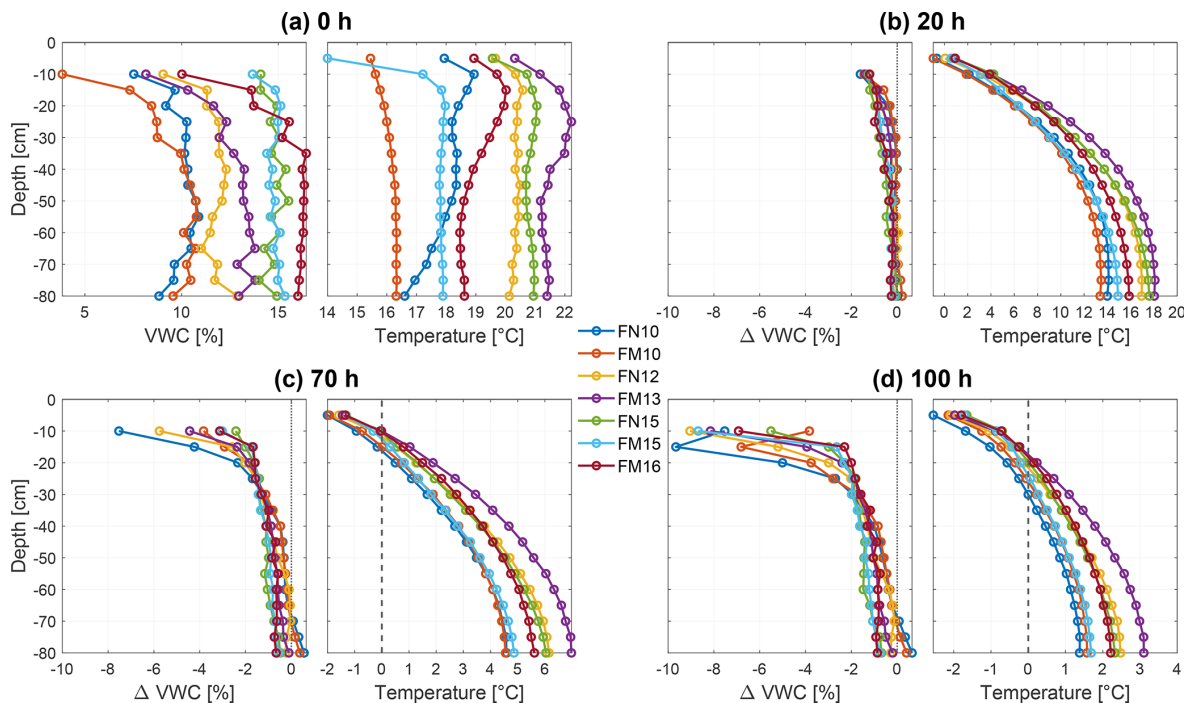 (a) 0 h
(b) 20 h
Depth [cm]
0
-10
-20
-30
-40
-50
-60
-70
-80
5 10
VWC [%]
14 15 16 17 18 19 20 21 22
Temperature [°C]
-10 -8 -6 -4 -2 0
Δ VWC [%]
0 2 4 6 8 10 12 14 16 18 20
Temperature [°C]
FN10
FM10
FN12
FM13
FN15
FM15
FM16
(c) 70 h
(d) 100 h
Depth [cm]
0
-10
-20
-30
-40
-50
-60
-70
-80
-10 -8 -6 -4 -2 0
Δ VWC [%]
-2 -1 0 1 2 3 4 5 6
Temperature [°C]
-10 -8 -6 -4 -2 0
Δ VWC [%]
-2 -1 0 1 2 3 4
Temperature [°C]